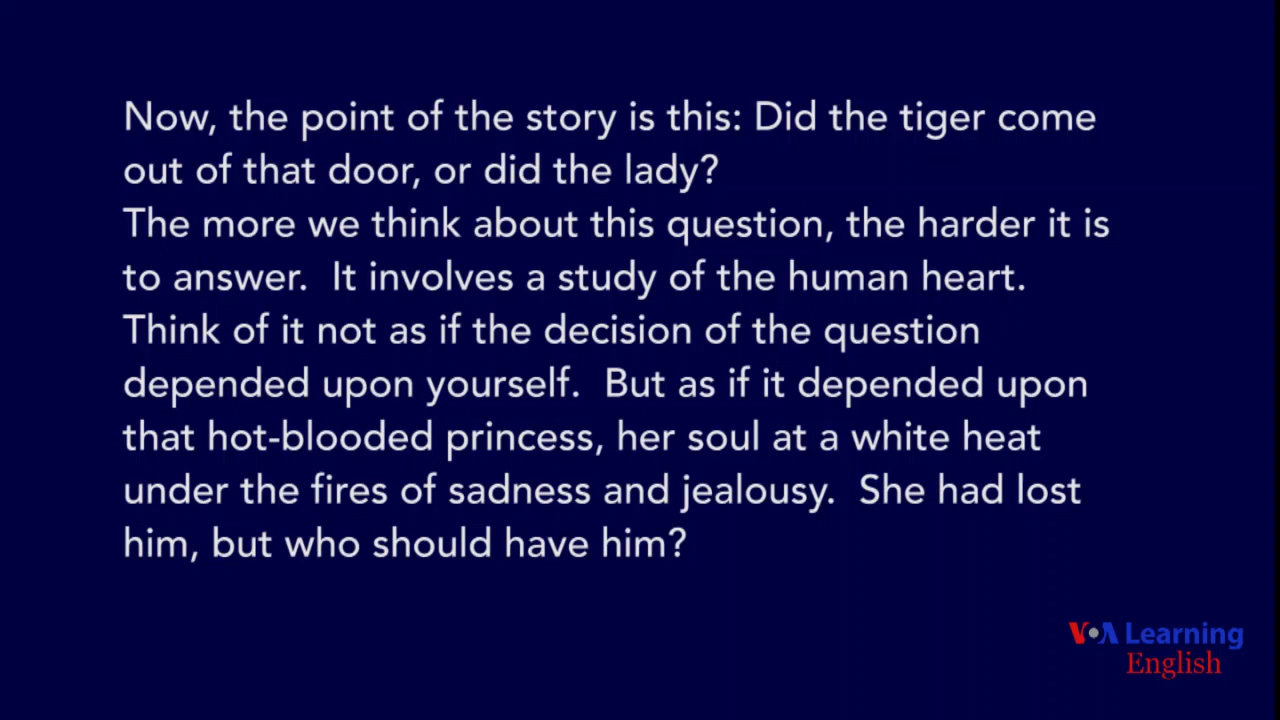 Now, the point of the story is this: Did the tiger come
out of that door, or did the lady?
The more we think about this question, the harder it is
to answer.  It involves a study of the human heart.
Think of it not as if the decision of the question
depended upon yourself.  But as if it depended upon
that hot-blooded princess, her soul at a white heat
under the fires of sadness and jealousy.  She had lost
him, but who should have him?
VOA Learning
English